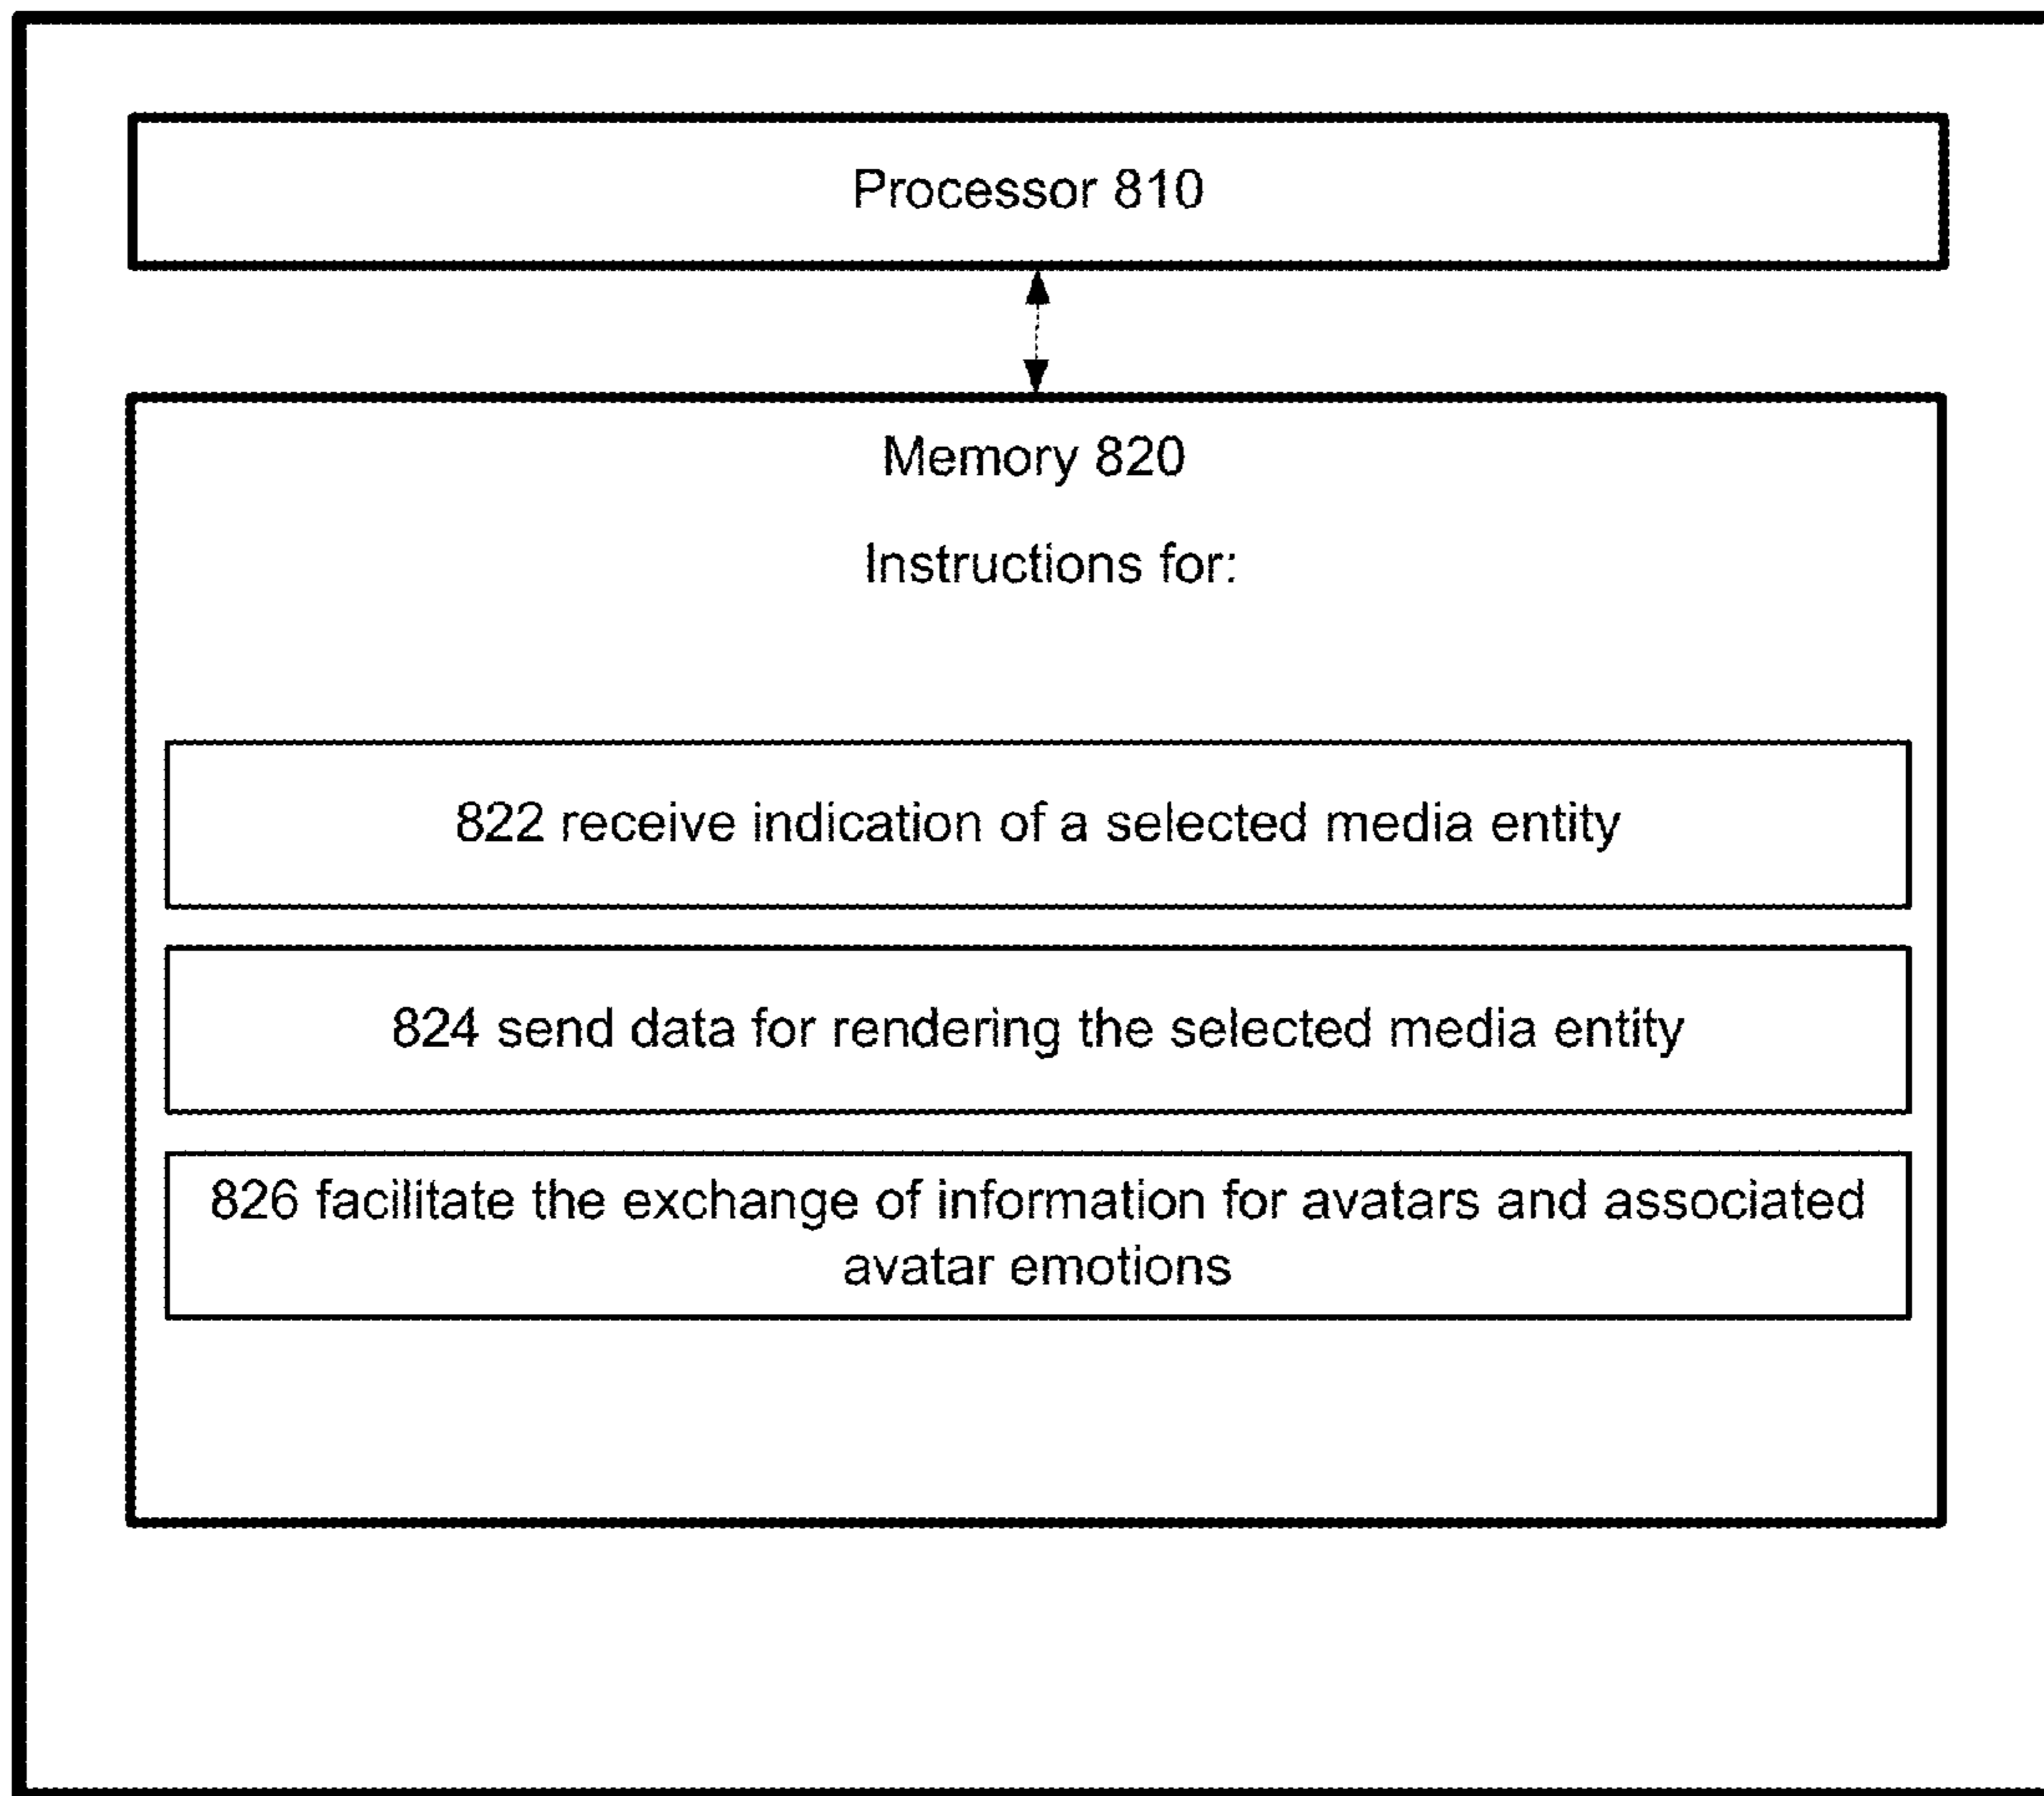 Processor 810
Memory 820
Instructions for:
822 receive indication of a selected media entity
824 send data for rendering the selected media entity
826 facilitate the exchange of information for avatars and associated
avatar emotions